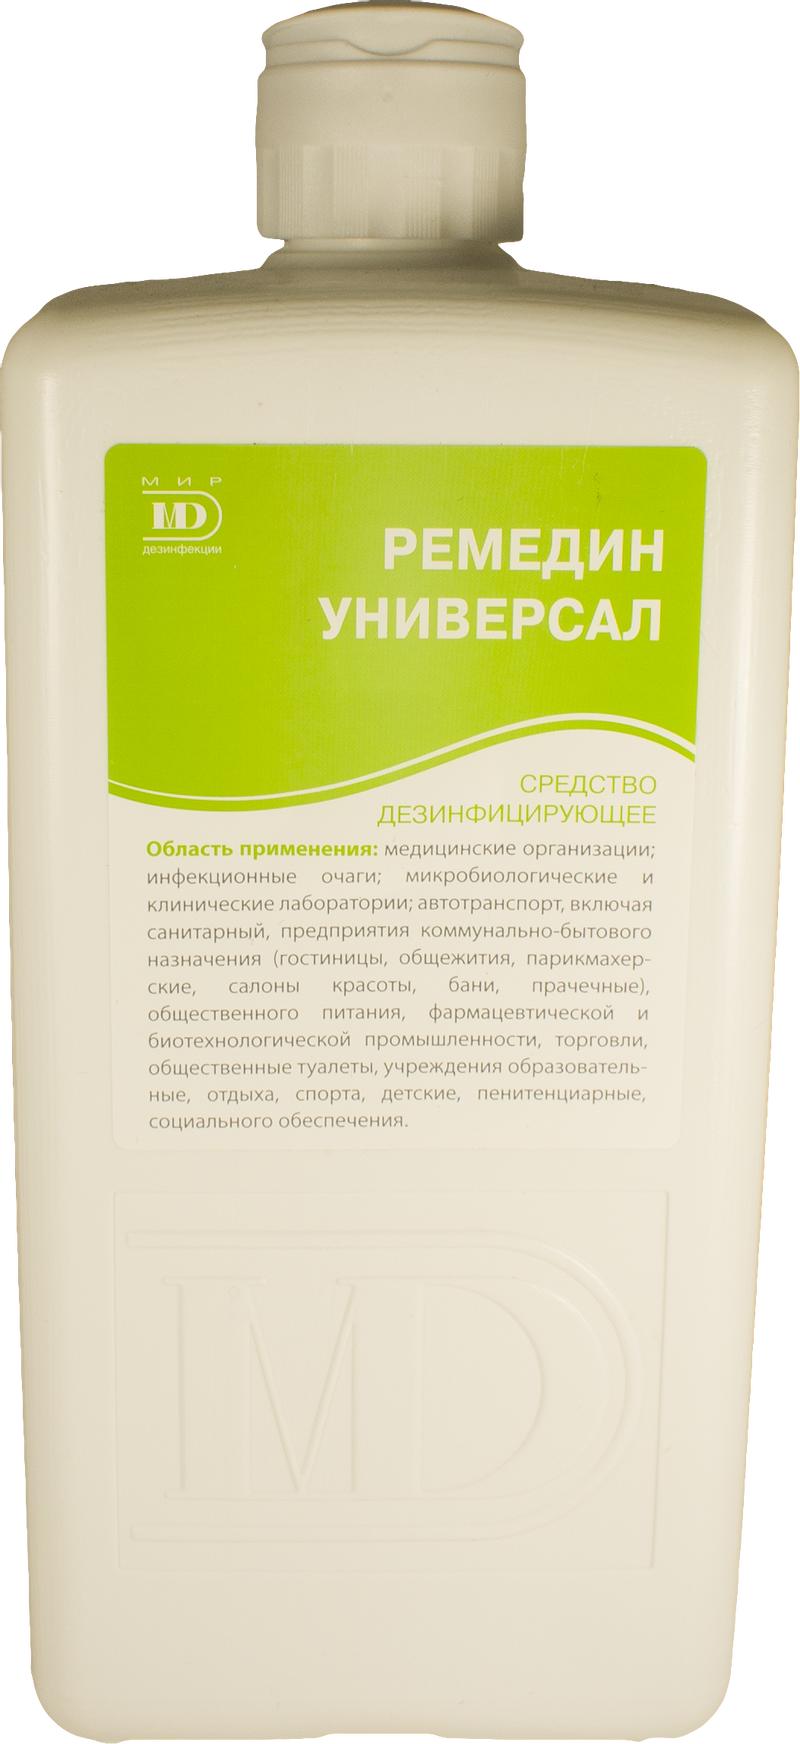 МИР
MD
дезинфекции
РЕМЕДИН
УНИВЕРСАЛ
СРЕДСТВО
ДЕЗИНФИЦИРУЮЩЕЕ
Область применения: медицинские организации;
инфекционные очаги; микробиологические и
клинические лаборатории; автотранспорт, включая
санитарный, предприятия коммунально-бытового
назначения (гостиницы, общежития, парикмахер-
ские, салоны красоты, бани, прачечные),
общественного питания, фармацевтической и
биотехнологической промышленности, торговли,
общественные туалеты, учреждения образователь-
ные, отдыха, спорта, детские, пенитенциарные,
социального обеспечения.
MD